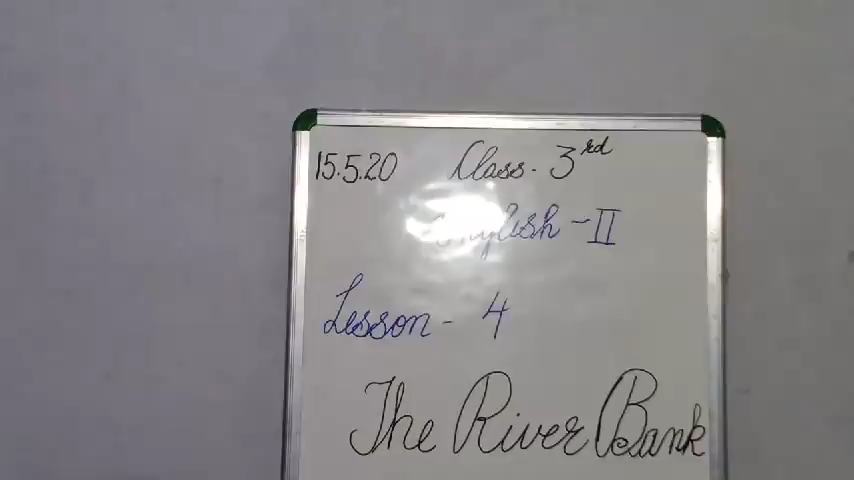 15.5.20 Class- 3rd
English -II
Lesson - 4
The River Bank